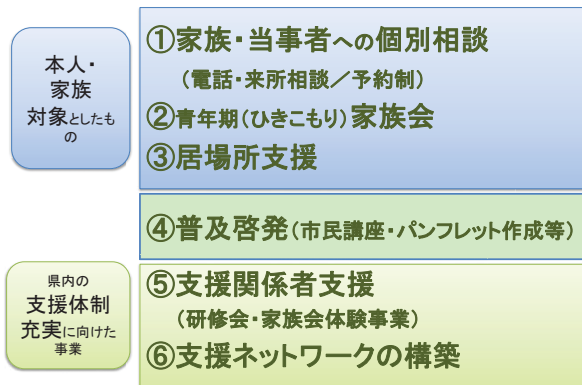 本人・
家族
対象としたも
の
①家族・当事者への個別相談
（電話・来所相談／予約制）
②青年期（ひきこもり）家族会
③居場所支援
④普及啓発（市民講座・パンフレット作成等）
県内の
支援体制
充実に向けた
事業
⑤支援関係者支援
（研修会・家族会体験事業）
⑥支援ネットワークの構築